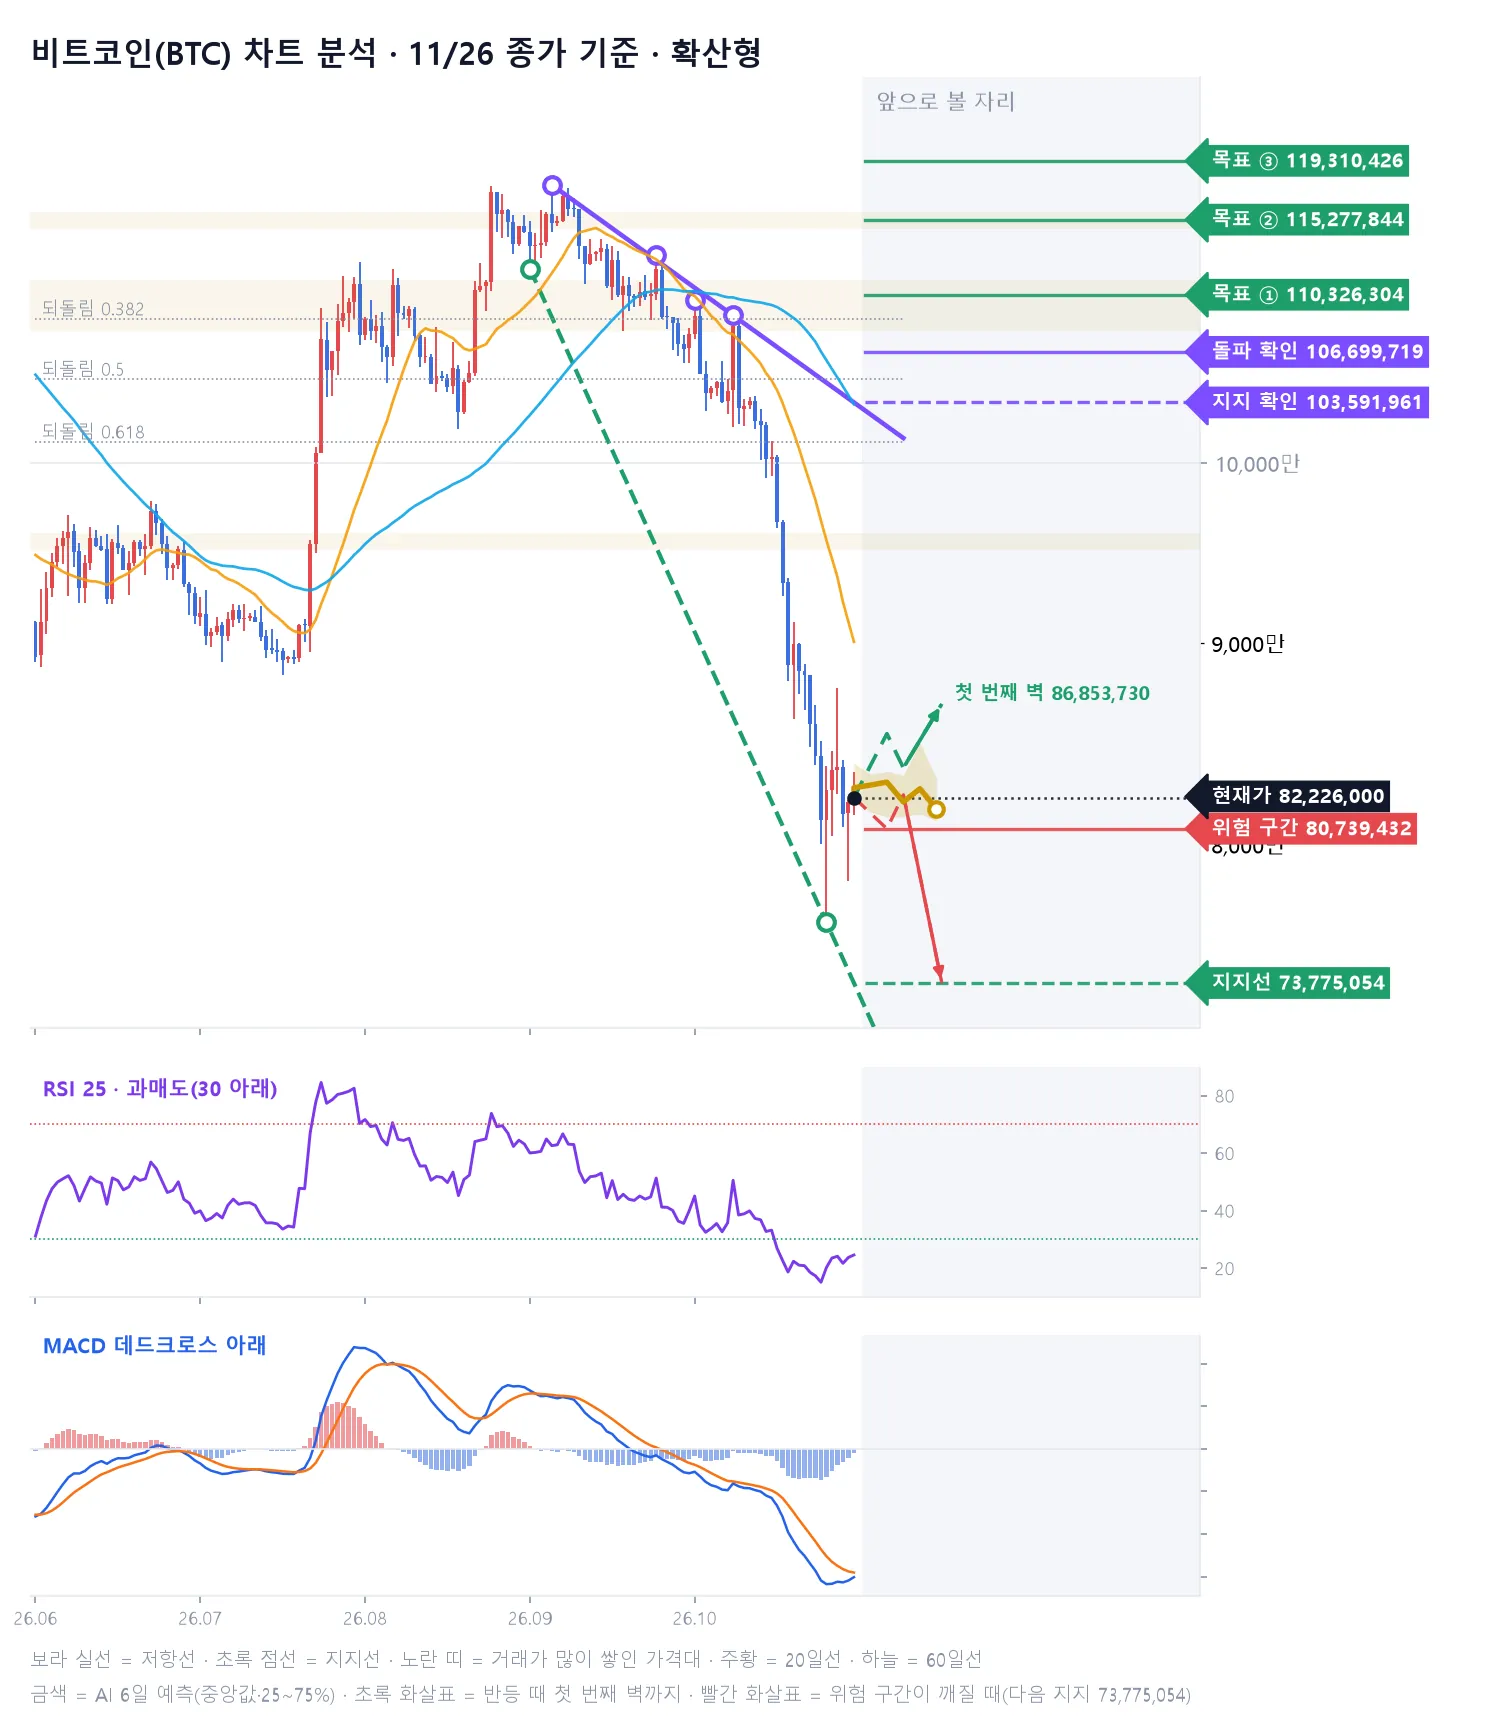 비트코인(BTC) 차트 분석 · 11/26 종가 기준 · 확산형
앞으로 볼 자리
목표 ③ 119,310,426
목표 ② 115,277,844
목표 ① 110,326,304
되돌림 0.382
돌파 확인 106,699,719
되돌림 0.5
지지 확인 103,591,961
되돌림 0.618
10,000만
9,000만
첫 번째 벽 86,853,730
현재가 82,226,000
위험 구간 80,739,432
8,000만
지지선 73,775,054
RSI 25 · 과매도(30 아래)
80
60
40
20
MACD 데드크로스 아래
26.06 26.07 26.08 26.09 26.10
보라 실선 = 저항선 · 초록 점선 = 지지선 · 노란 띠 = 거래가 많이 쌓인 가격대 · 주황 = 20일선 · 하늘 = 60일선
금색 = AI 6일 예측(중앙값·25~75%) · 초록 화살표 = 반등 때 첫 번째 벽까지 · 빨간 화살표 = 위험 구간이 깨질 때(다음 지지 73,775,054)